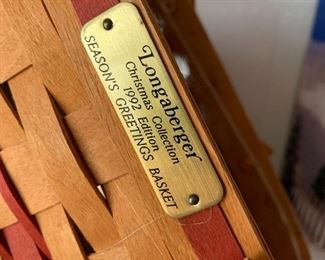 Longaberger
Christmas Collection
1992 Edition
SEASON'S GREETINGS BASKET